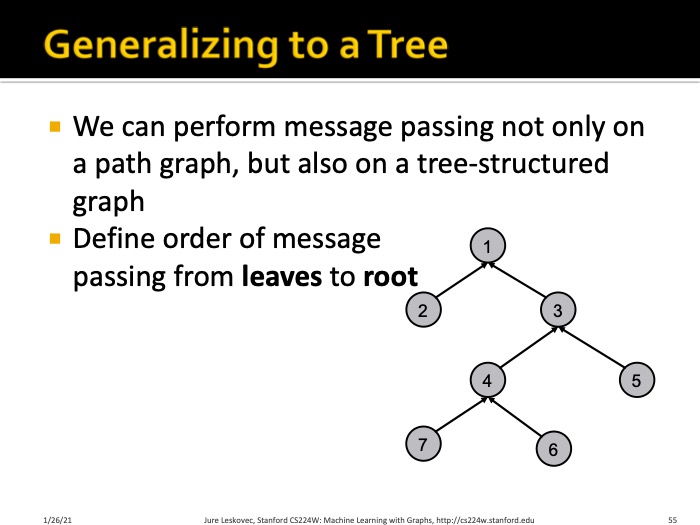 Generalizing to a Tree
We can perform message passing not only on
a path graph, but also on a tree-structured
graph
Define order of message
passing from leaves to root
1
2
3
4
5
7
6
1/26/21
Jure Leskovec, Stanford CS224W: Machine Learning with Graphs, http://cs224w.stanford.edu
55